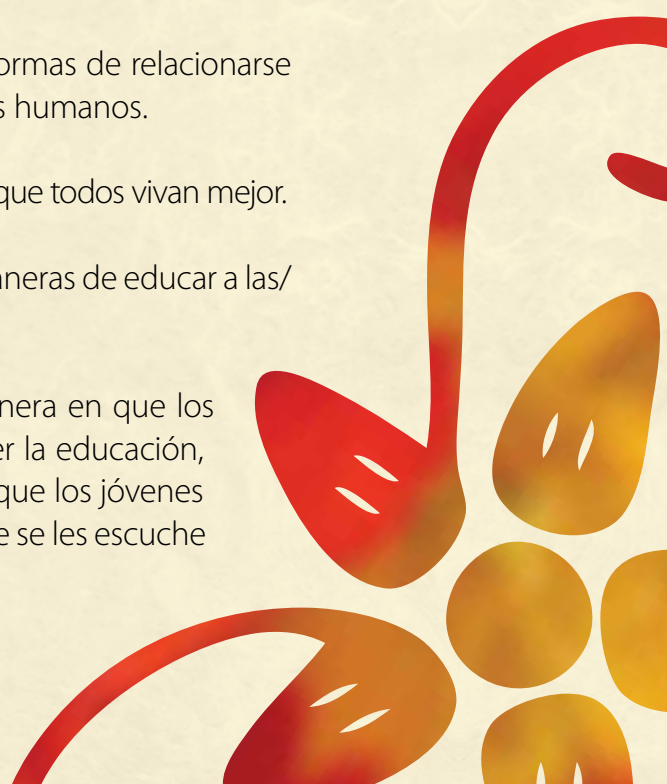 ormas de relacionarse
s humanos.
que todos vivan mejor.
neras de educar a las/
nera en que los
er la educación,
que los jóvenes
e se les escuche